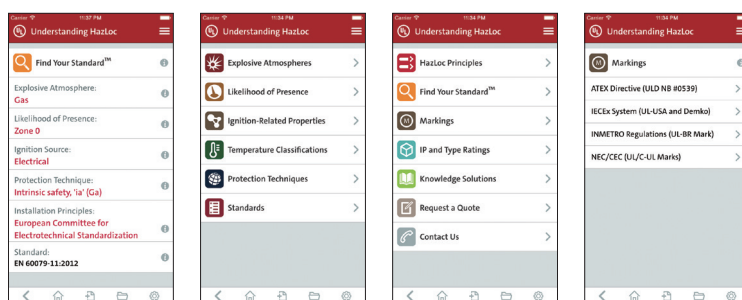 Carrier 11:37 PM
UL Understanding HazLoc
Find Your Standard™
Explosive Atmosphere:
Gas
Likelihood of Presence:
Zone 0
Ignition Source:
Electrical
Protection Technique:
Intrinsic safety, 'ia' (Ga)
Installation Principles:
European Committee for
Electrotechnical Standardization
Standard:
EN 60079-11:2012
Carrier 11:34 PM
UL Understanding HazLoc
Explosive Atmospheres
Likelihood of Presence
Ignition-Related Properties
Temperature Classifications
Protection Techniques
Standards
Carrier 11:34 PM
UL Understanding HazLoc
HazLoc Principles
Find Your Standard™
M Markings
IP and Type Ratings
Knowledge Solutions
Request a Quote
Contact Us
Carrier 11:34 PM
UL Understanding HazLoc
M Markings
ATEX Directive (ULD NB #0539)
IECEx System (UL-USA and Demko)
INMETRO Regulations (UL-BR Mark)
NEC/CEC (UL/C-UL Marks)